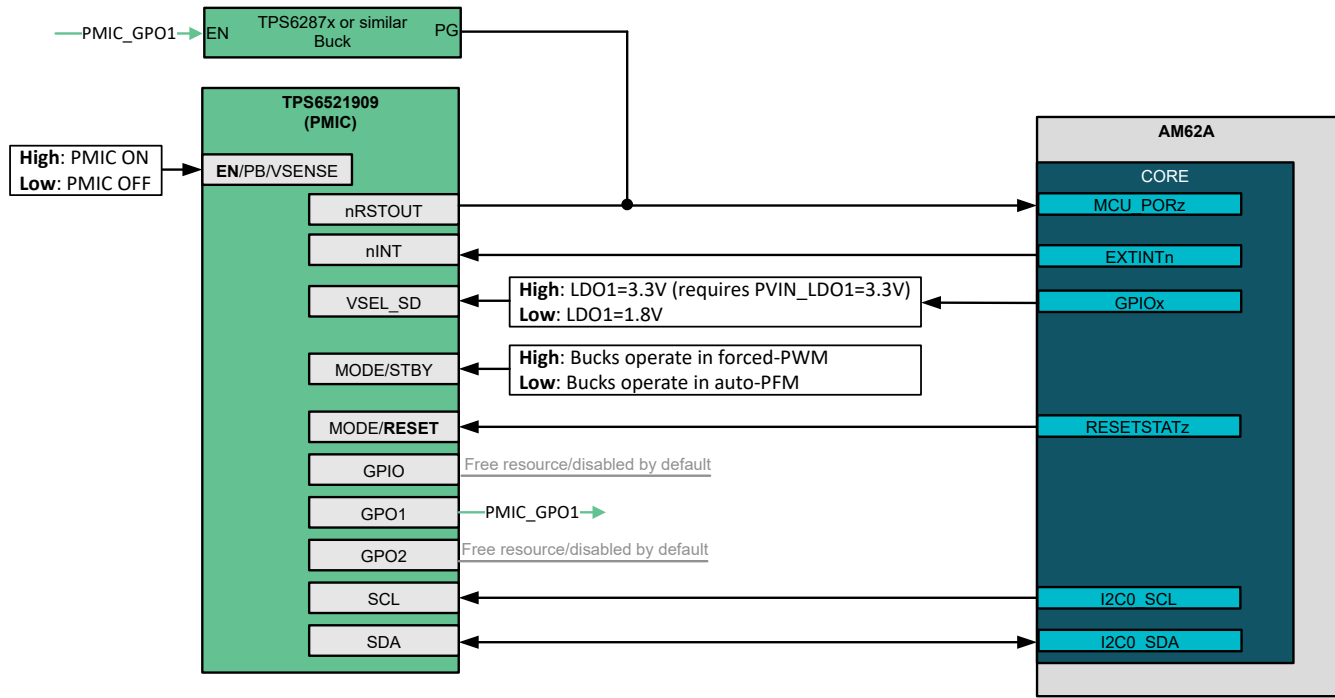 PMIC_GPO1
EN
TPS6287x or similar
Buck
PG
TPS6521909
(PMIC)
High: PMIC ON
Low: PMIC OFF
EN/PB/VSENSE
nRSTOUT
nINT
VSEL_SD
MODE/STBY
MODE/RESET
GPIO
GPO1
GPO2
SCL
SDA
High: LDO1=3.3V (requires PVIN_LDO1=3.3V)
Low: LDO1=1.8V
High: Bucks operate in forced-PWM
Low: Bucks operate in auto-PFM
Free resource/disabled by default
PMIC_GPO1
Free resource/disabled by default
AM62A
CORE
MCU_PORz
EXTINTn
GPIOx
RESETSTATz
I2C0_SCL
I2C0_SDA